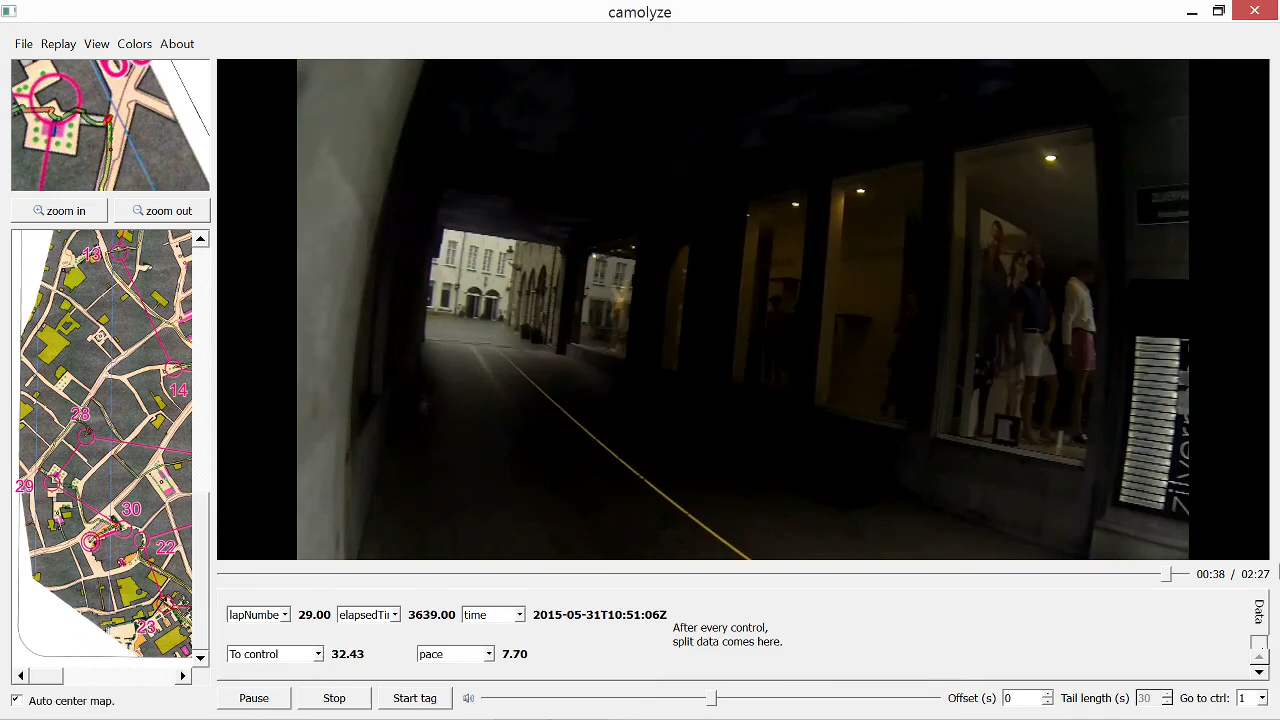 camolyze
File Replay View Colors About
zoom in zoom out
13
14
28
29
30
22
23
00:38 / 02:27
lapNumbe 29.00 elapsedTii 3639.00 time 2015-05-31T10:51:06Z
After every control,
split data comes here.
To control 32.43 pace 7.70
Data
Auto center map.
Pause Stop Start tag Offset (s) 0 Tail length (s) 30 Go to ctrl: 1